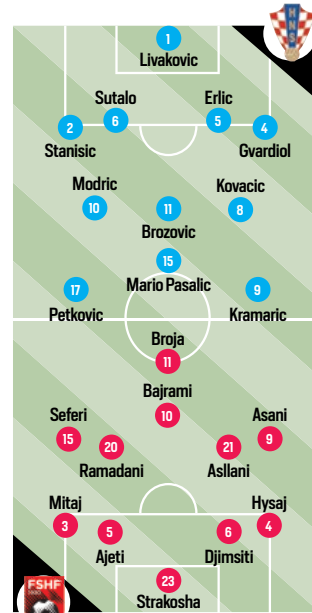 HNS
1
Livakovic
Sutalo
Erlic
2
6
5
4
Stanisic
Gvardiol
Modric
Kovacic
10
11
8
Brozovic
15
17
Mario Pasalic
9
Petkovic
Kramaric
Broja
11
Bajrami
Seferi
10
Asani
15
20
21
9
Ramadani
Asllani
Mitaj
Hysaj
3
5
6
4
Ajeti
Djimsiti
FSHF
23
Strakosha